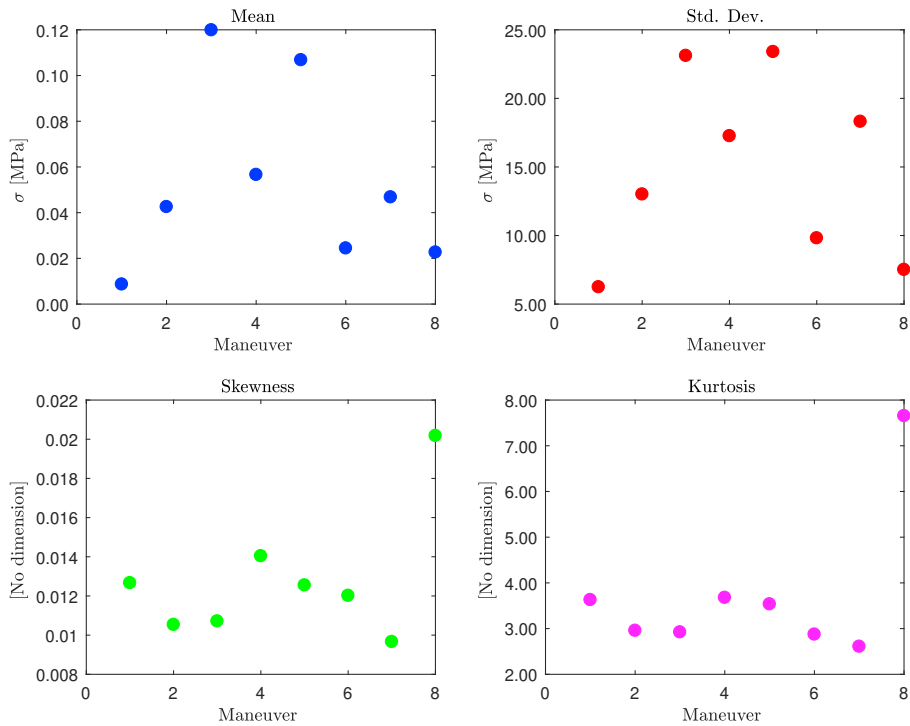 Mean
0.12
0.10
0.08
0.06
0.04
0.02
0.00
σ [MPa]
0 2 4 6 8
Maneuver
Std. Dev.
25.00
20.00
15.00
10.00
5.00
σ [MPa]
0 2 4 6 8
Maneuver
Skewness
0.022
0.02
0.018
0.016
0.014
0.012
0.01
0.008
[No dimension]
0 2 4 6 8
Maneuver
Kurtosis
8.00
7.00
6.00
5.00
4.00
3.00
2.00
[No dimension]
0 2 4 6 8
Maneuver